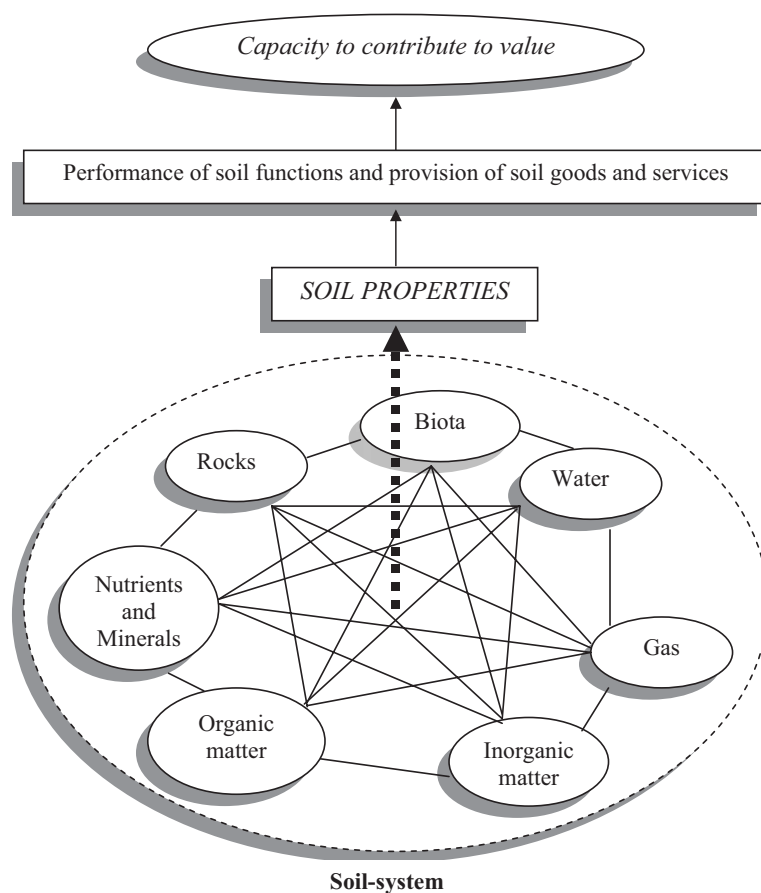 Capacity to contribute to value
Performance of soil functions and provision of soil goods and services
SOIL PROPERTIES
Biota
Rocks
Water
Nutrients
and
Minerals
Gas
Organic
matter
Inorganic
matter
Soil-system